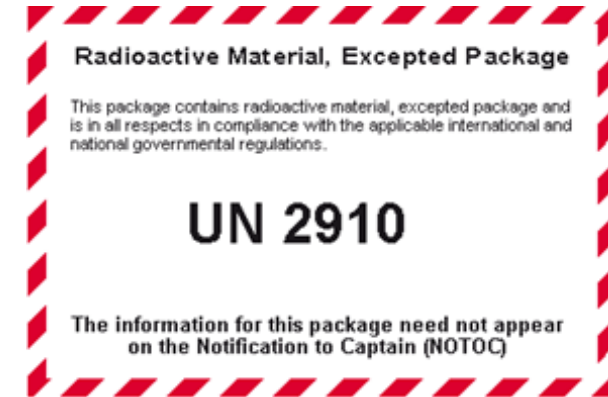 Radioactive Material, Excepted Package
This package contains radioactive material, excepted package and
is in all respects in compliance with the applicable international and
national governmental regulations.
UN 2910
The information for this package need not appear
on the Notification to Captain (NOTOC)